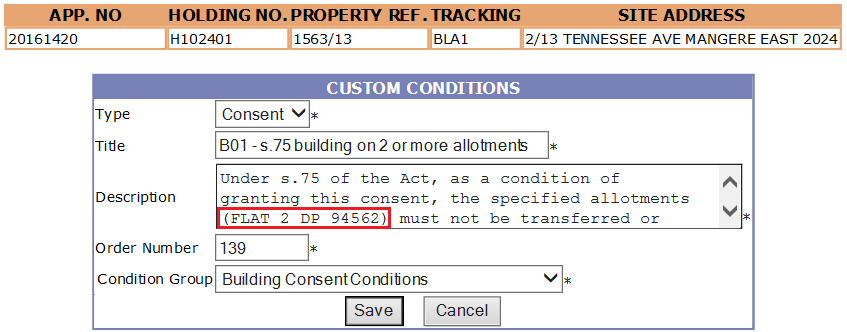 APP. NO HOLDING NO. PROPERTY REF. TRACKING SITE ADDRESS
20161420 H102401 1563/13 BLA1 2/13 TENNESSEE AVE MANGERE EAST 2024
CUSTOM CONDITIONS
Type Consent *
Title B01 - s.75 building on 2 or more allotments *
Description Under s.75 of the Act, as a condition of
granting this consent, the specified allotments
(FLAT 2 DP 94562) must not be transferred or *
Order Number 139 *
Condition Group Building Consent Conditions *
Save Cancel